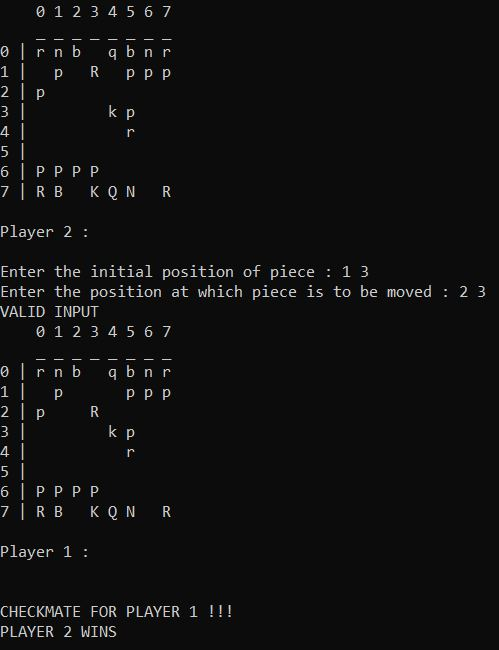 0 1 2 3 4 5 6 7
    _ _ _ _ _ _ _ _
0 | r n b   q b n r
1 |   p   R   p p p
2 | p
3 |         k p
4 |           r
5 |
6 | P P P P
7 | R B   K Q N   R
Player 2 :
Enter the initial position of piece : 1 3
Enter the position at which piece is to be moved : 2 3
VALID INPUT
    0 1 2 3 4 5 6 7
    _ _ _ _ _ _ _ _
0 | r n b   q b n r
1 |   p       p p p
2 | p     R
3 |         k p
4 |           r
5 |
6 | P P P P
7 | R B   K Q N   R
Player 1 :
CHECKMATE FOR PLAYER 1 !!!
PLAYER 2 WINS